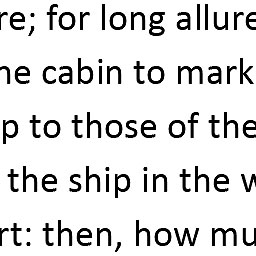 re; for long allure
he cabin to mark
p to those of the
the ship in the w
rt: then, how mu